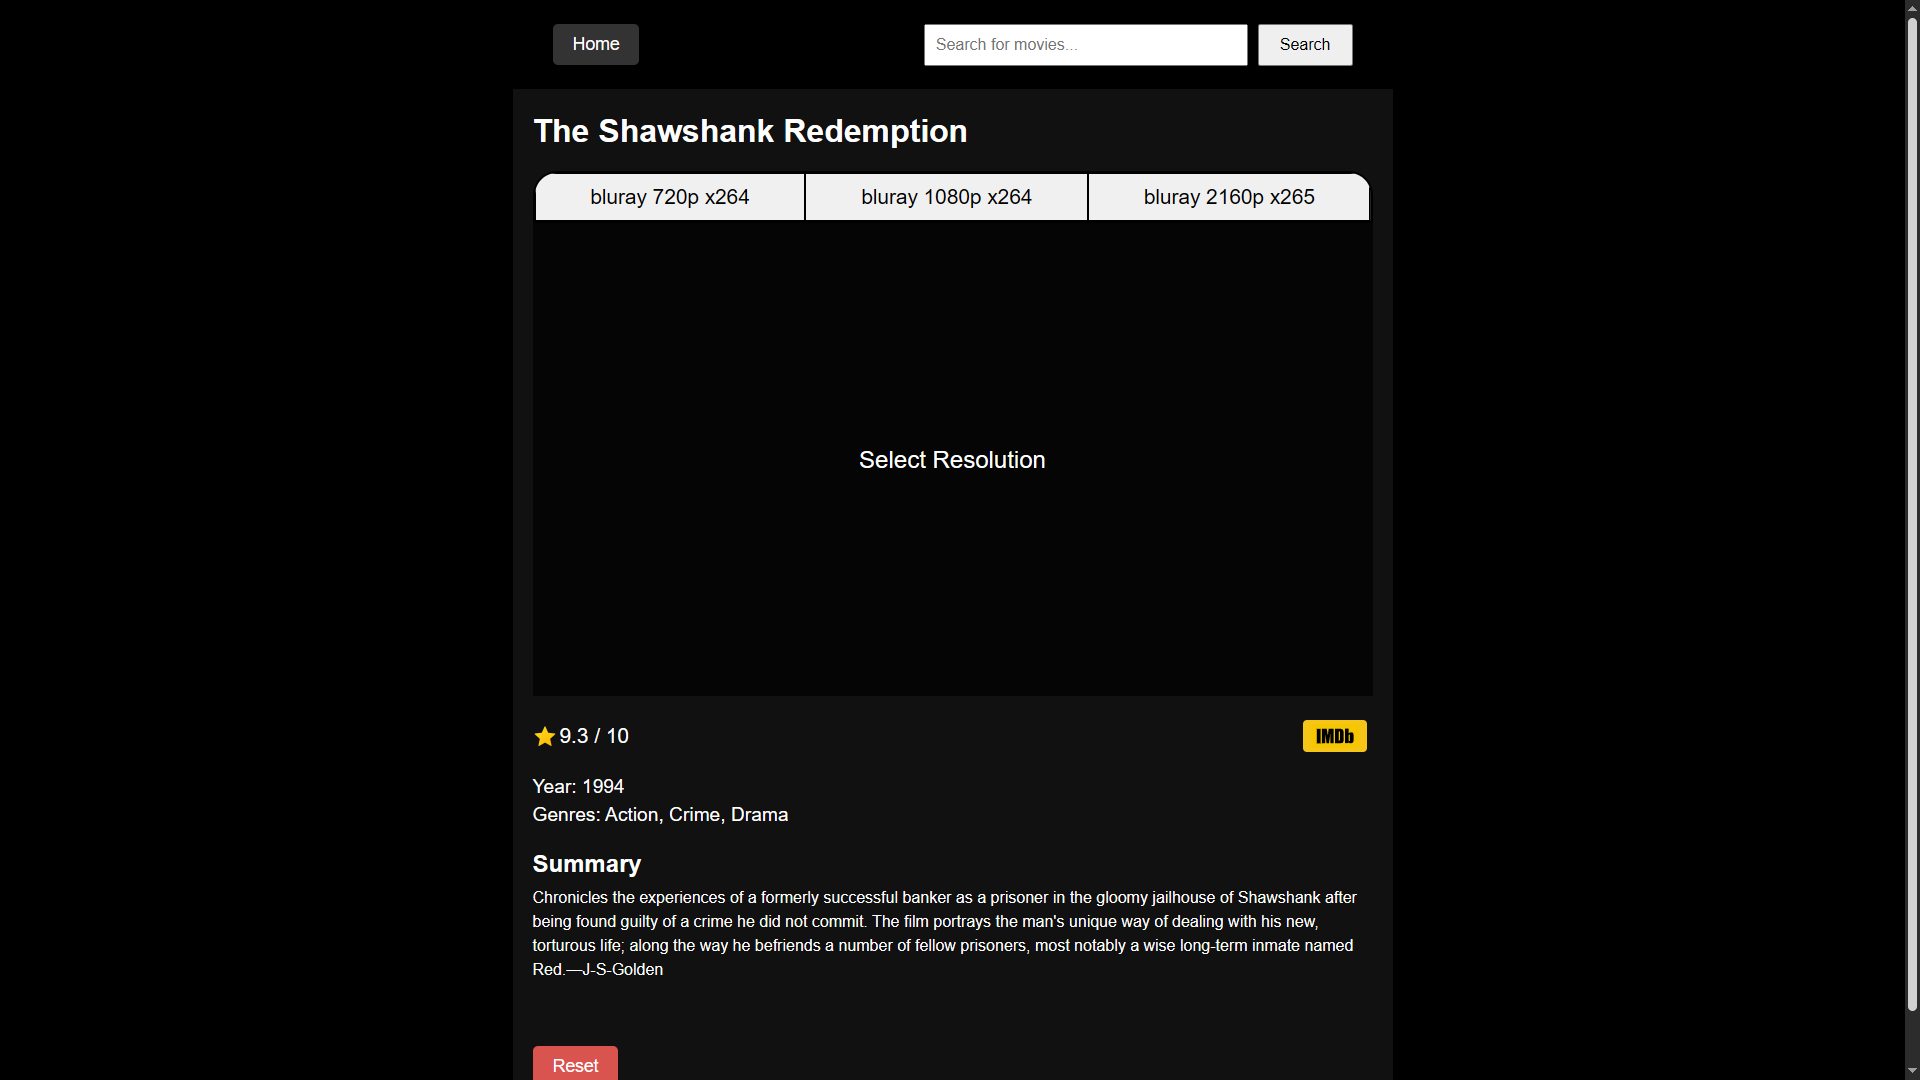 Home
Search for movies...
Search
The Shawshank Redemption
bluray 720p x264
bluray 1080p x264
bluray 2160p x265
Select Resolution
9.3 / 10
IMDb
Year: 1994
Genres: Action, Crime, Drama
Summary
Chronicles the experiences of a formerly successful banker as a prisoner in the gloomy jailhouse of Shawshank after
being found guilty of a crime he did not commit. The film portrays the man's unique way of dealing with his new,
torturous life; along the way he befriends a number of fellow prisoners, most notably a wise long-term inmate named
Red.—J-S-Golden
Reset